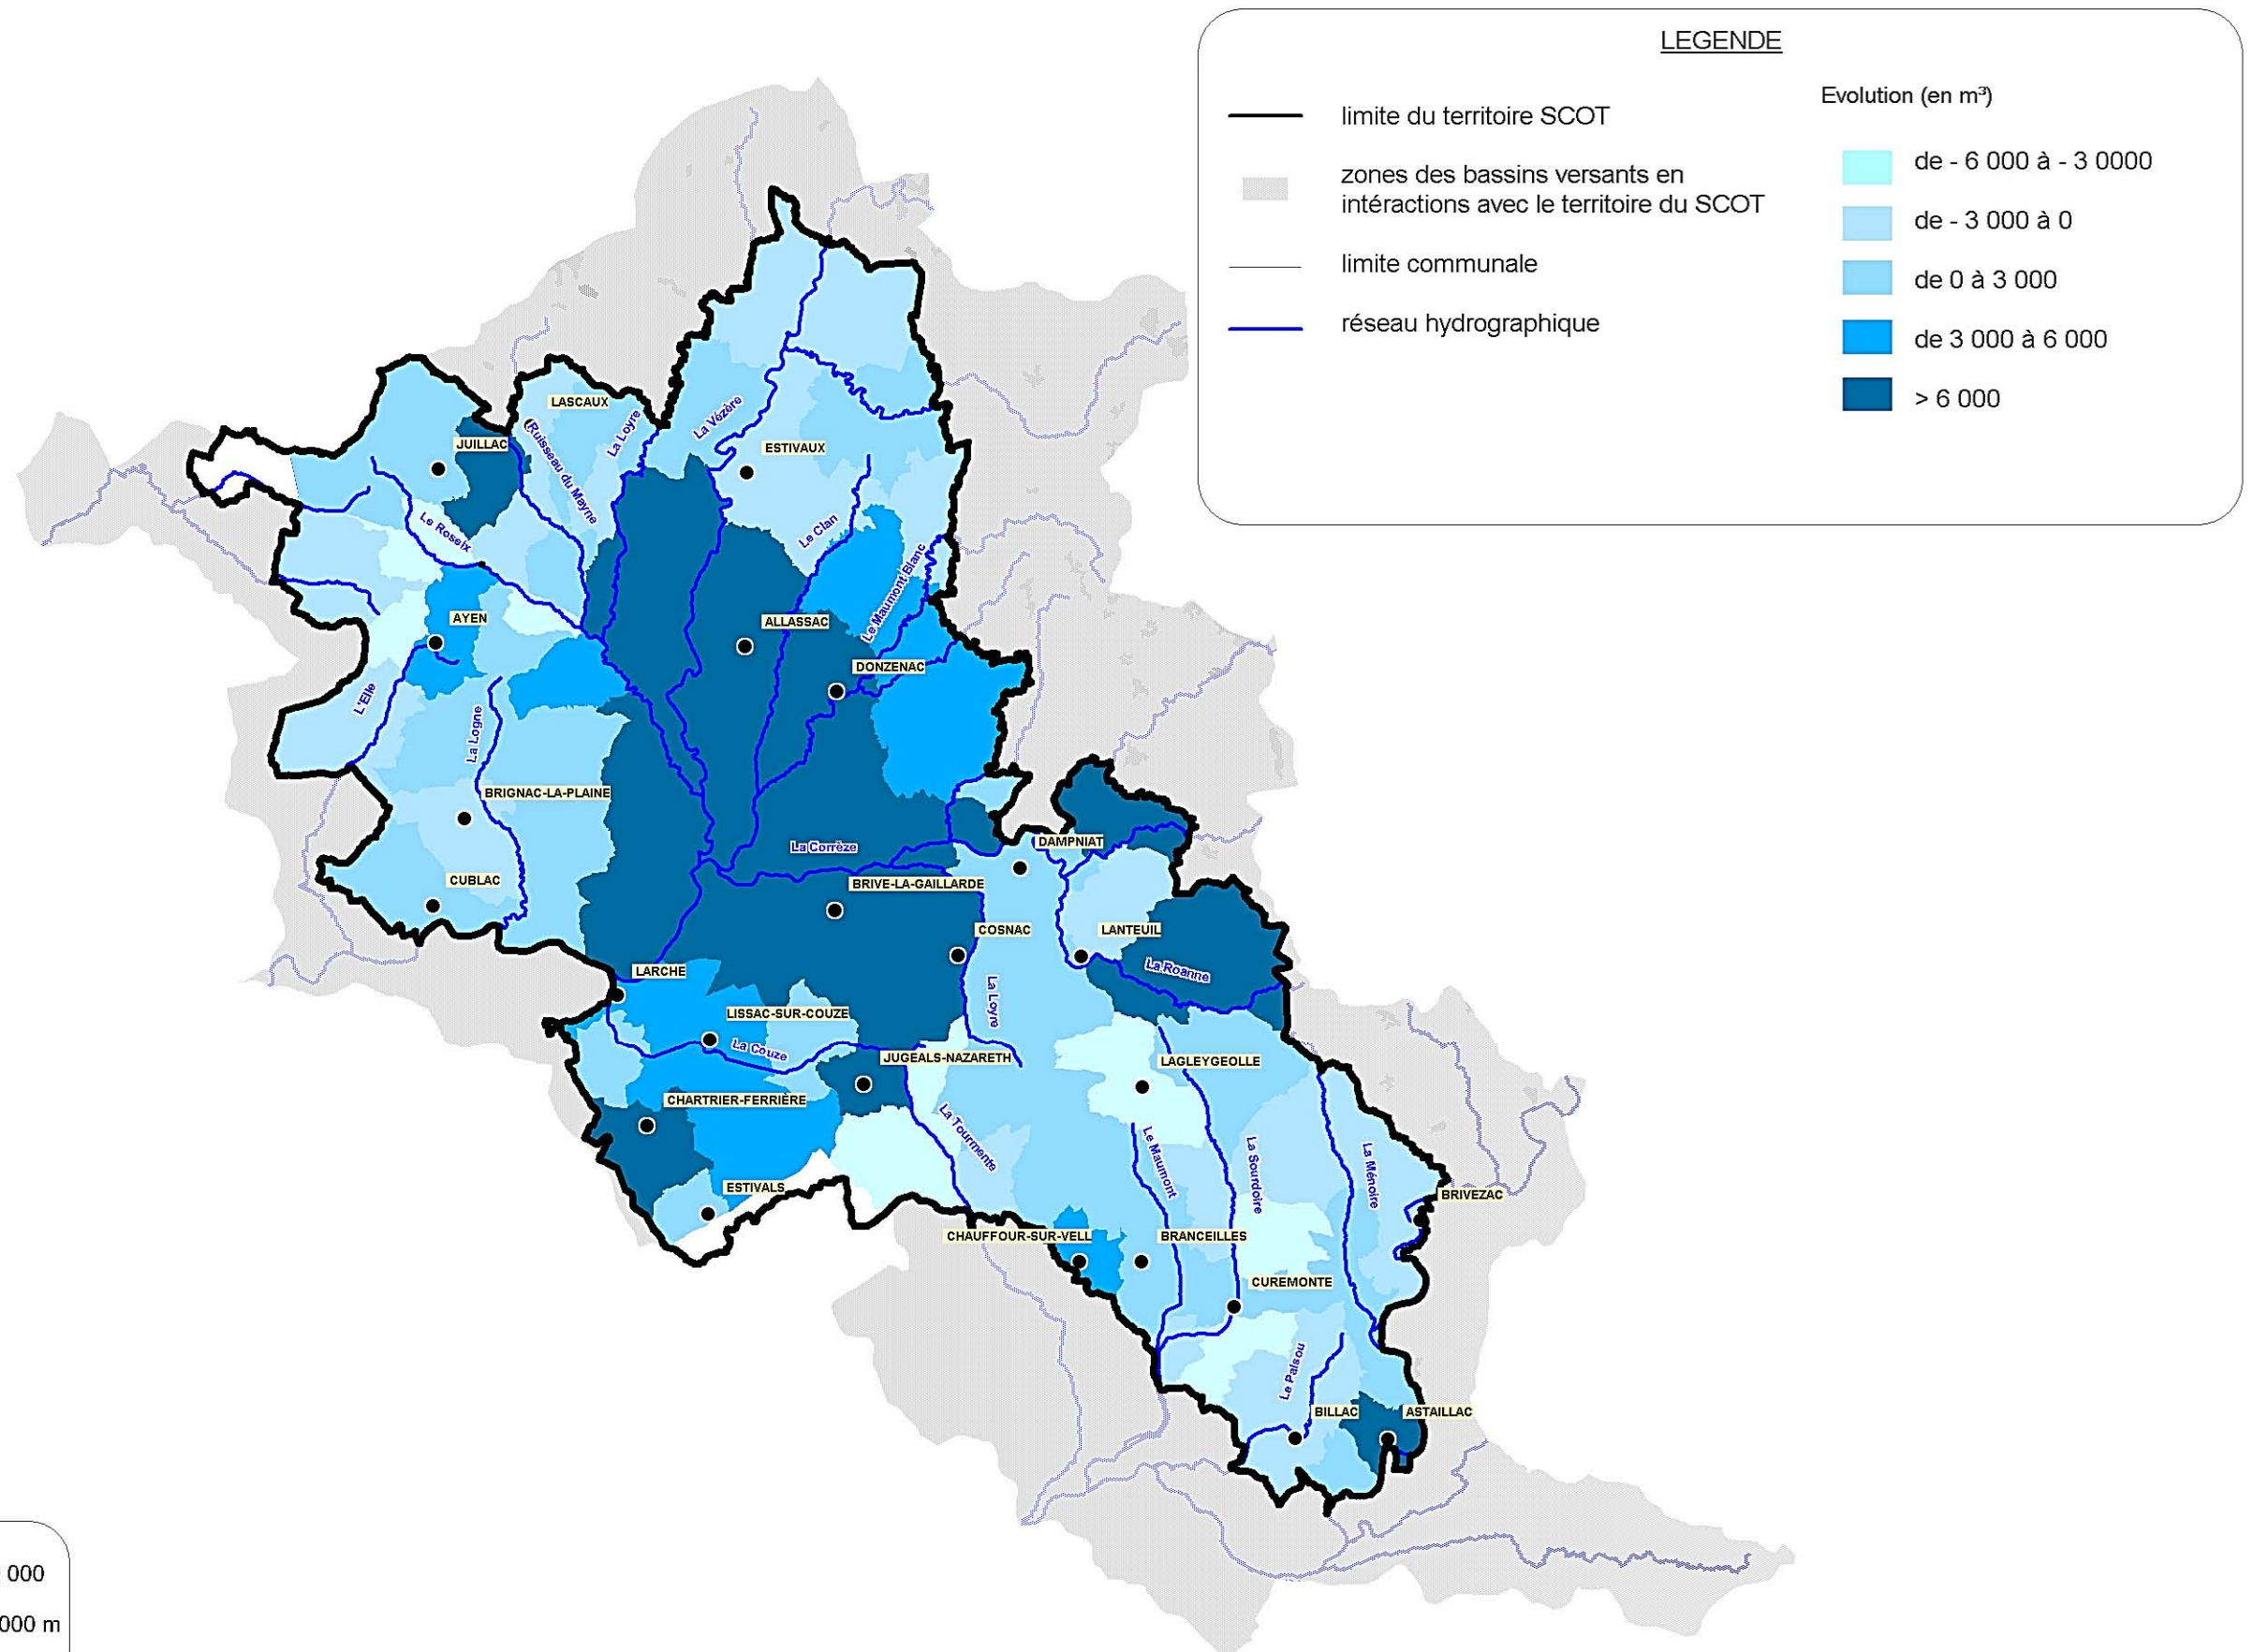 LEGENDE
limite du territoire SCOT
zones des bassins versants en
intéractions avec le territoire du SCOT
limite communale
réseau hydrographique
Evolution (en m³)
de - 6 000 à - 3 0000
de - 3 000 à 0
de 0 à 3 000
de 3 000 à 6 000
> 6 000
LASCAUX
JUILLAC
Ruisseau du Mayne
La Loyre
La Vézère
ESTIVAUX
Le Roseix
Le Clan
Le Maumont Blanc
AYEN
ALLASSAC
DONZENAC
L'Elle
La Logne
BRIGNAC-LA-PLAINE
La Corrèze
DAMPNIAT
CUBLAC
BRIVE-LA-GAILLARDE
COSNAC
LANTEUIL
LARCHE
La Roanne
La Loyre
LISSAC-SUR-COUZE
La Couze
JUGEALS-NAZARETH
LAGLEYGEOLLE
CHARTRIER-FERRIÈRE
La Tourmente
Le Maumont
La Sourdoire
La Ménoire
ESTIVALS
BRIVEZAC
CHAUFFOUR-SUR-VELL
BRANCEILLES
CUREMONTE
Le Palsou
BILLAC
ASTAILLAC
000
000 m